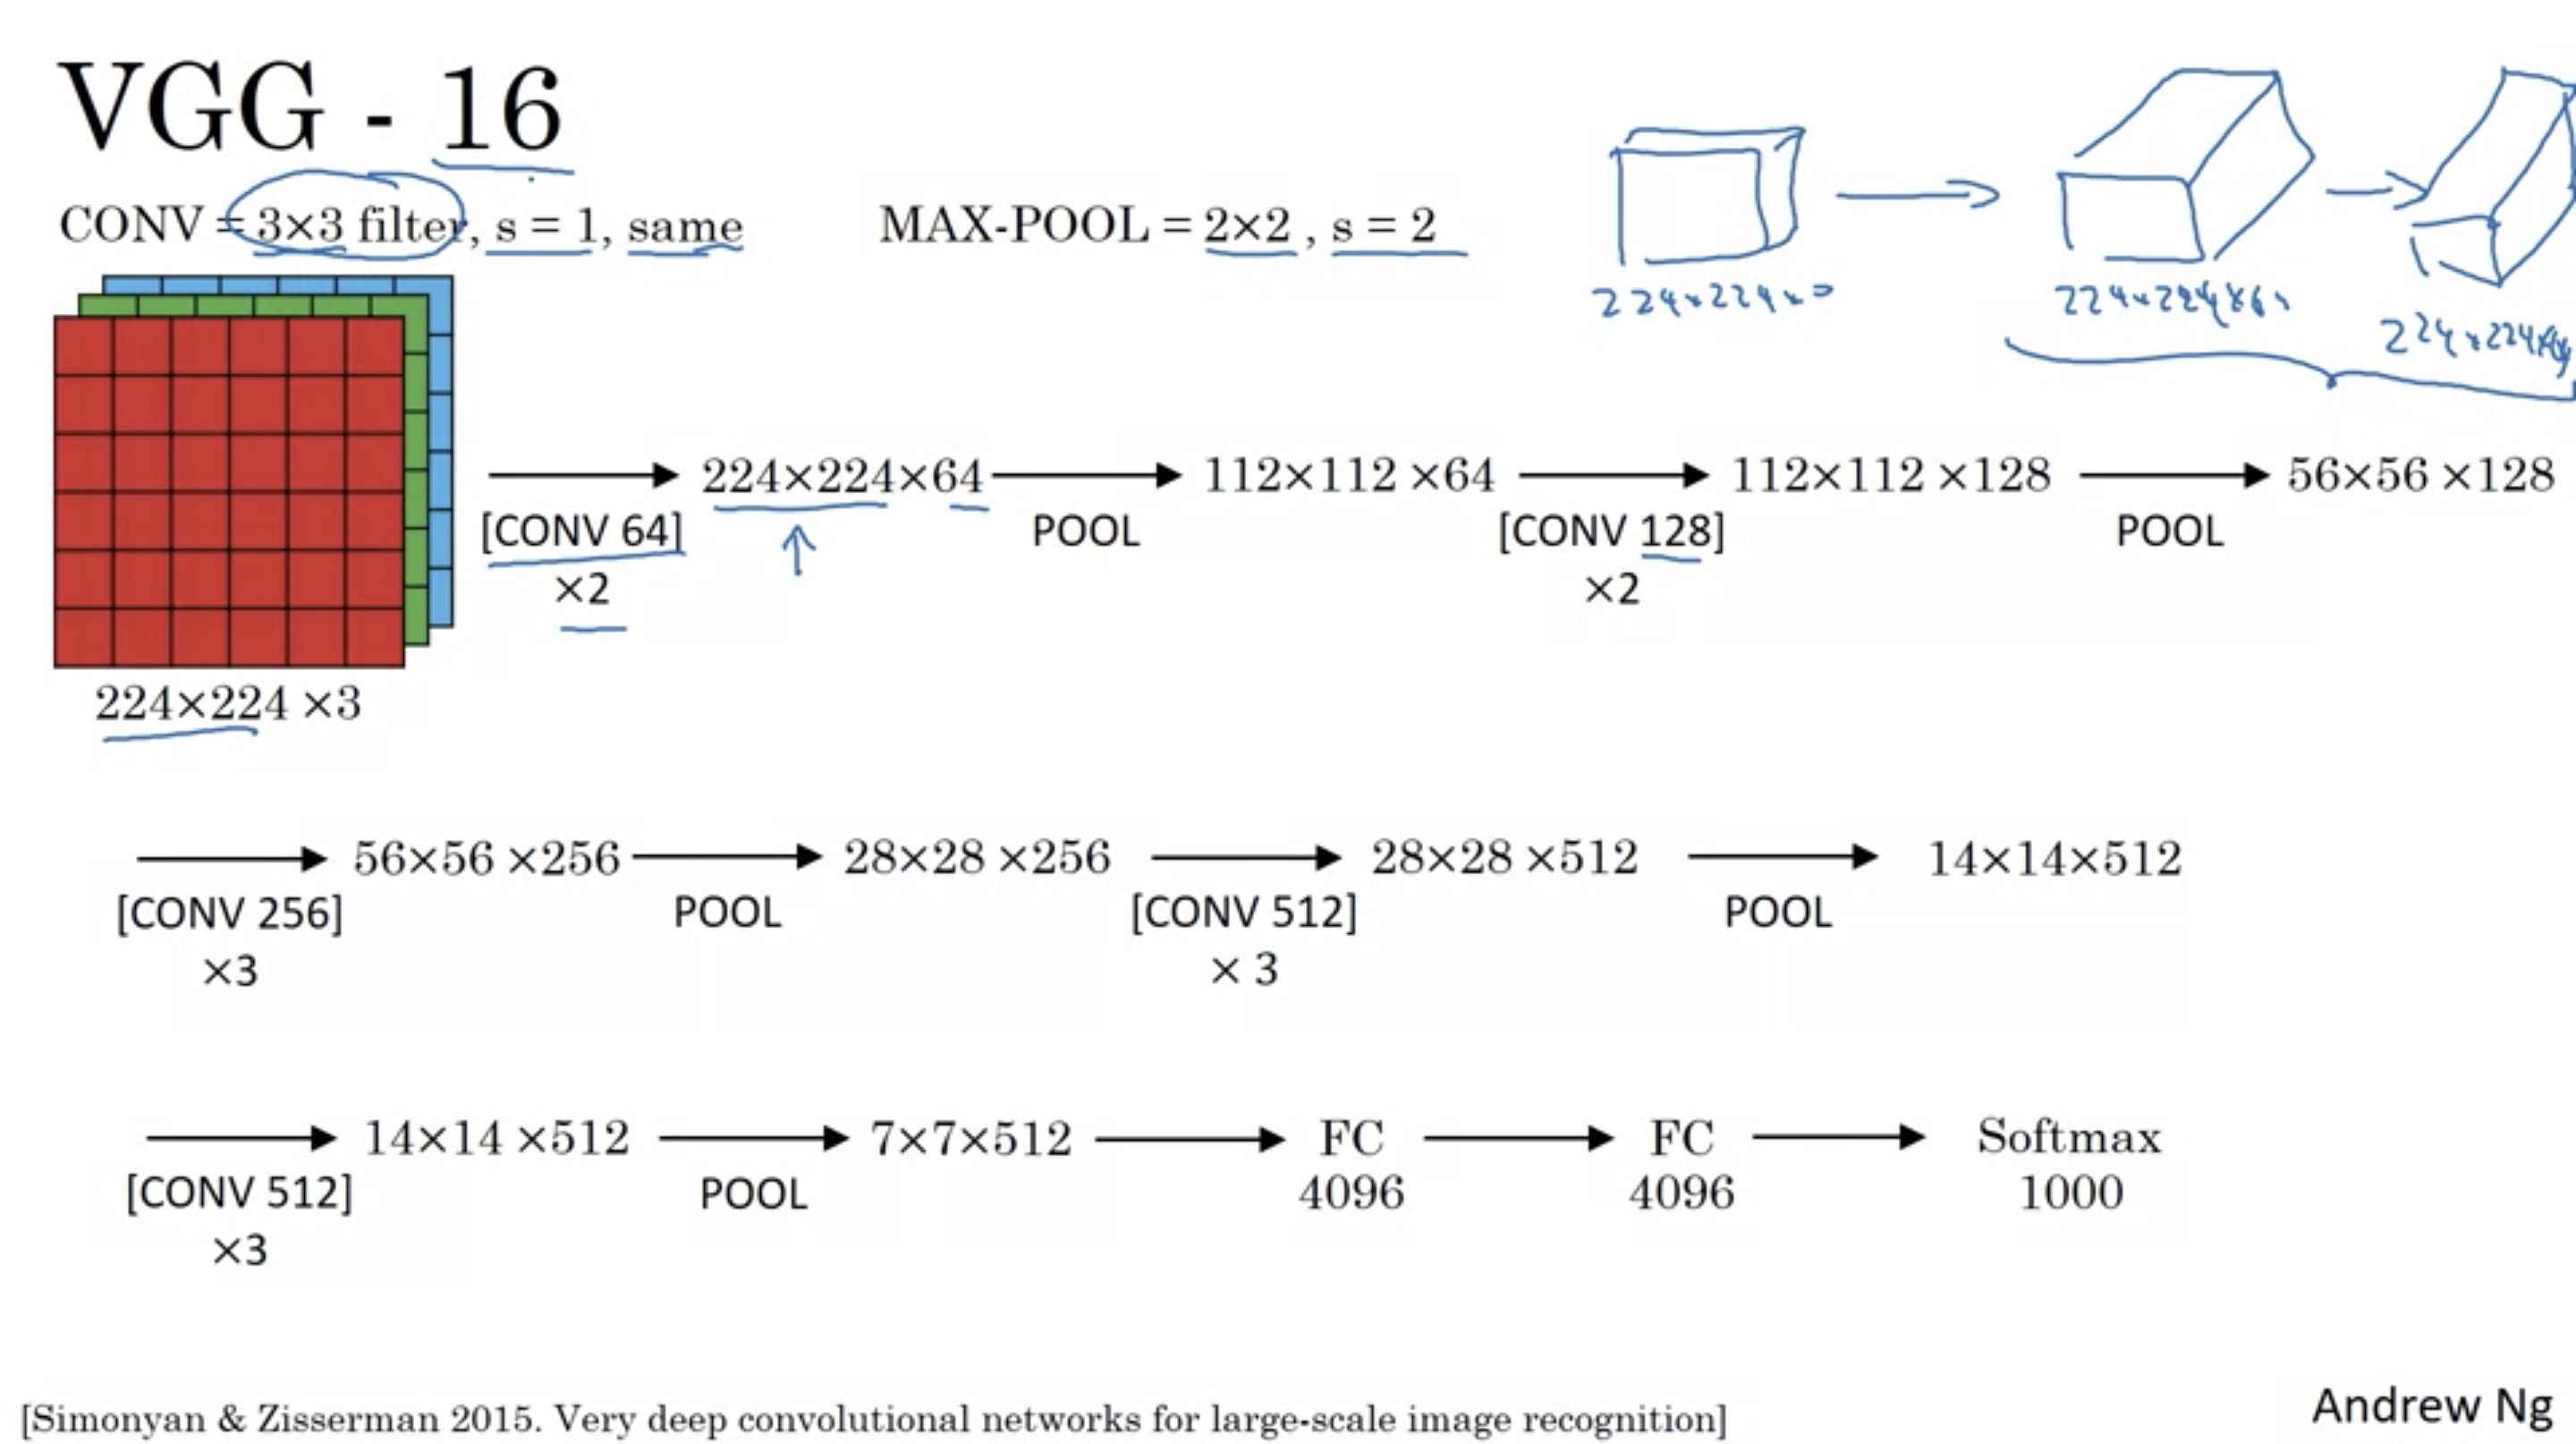 VGG - 16
CONV = 3×3 filter, s = 1, same
MAX-POOL = 2×2 , s = 2
224×224×
224×224×
224×224×
224×224 ×3
[CONV 64]
×2
224×224×64
POOL
112×112 ×64
[CONV 128]
×2
112×112 ×128
POOL
56×56 ×128
[CONV 256]
×3
56×56 ×256
POOL
28×28 ×256
[CONV 512]
× 3
28×28 ×512
POOL
14×14×512
[CONV 512]
×3
14×14 ×512
POOL
7×7×512
FC
4096
FC
4096
Softmax
1000
[Simonyan & Zisserman 2015. Very deep convolutional networks for large-scale image recognition]
Andrew Ng